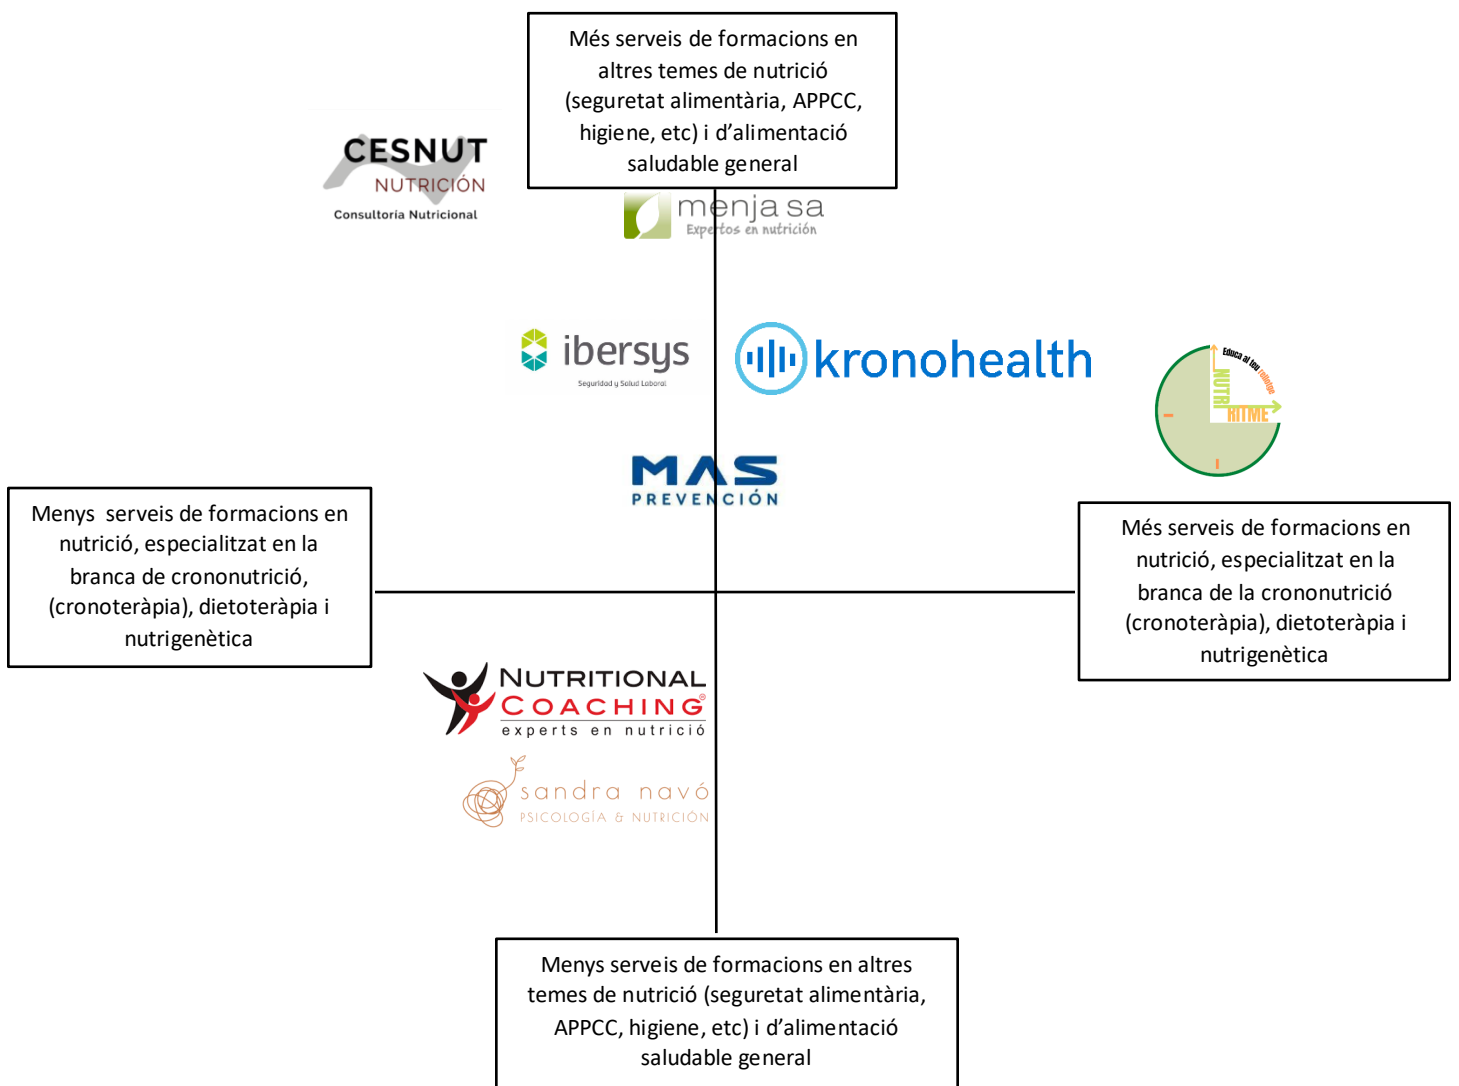 Més serveis de formacions en
altres temes de nutrició
(seguretat alimentària, APPCC,
higiene, etc) i d’alimentació
saludable general
CESNUT
NUTRICIÓN
Consultoría Nutricional
menja sa
Expertos en nutrición
ibersys
Seguridad y Salud Laboral
kronohealth
Educa al teu rellotge
NUTRI
RITME
MAS
PREVENCIÓN
Menys  serveis de formacions en
nutrició, especialitzat en la
branca de crononutrició,
(cronoteràpia), dietoteràpia i
nutrigenètica
Més serveis de formacions en
nutrició, especialitzat en la
branca de la crononutrició
(cronoteràpia), dietoteràpia i
nutrigenètica
NUTRITIONAL
COACHING®
experts en nutrició
sandra navó
PSICOLOGÍA & NUTRICIÓN
Menys serveis de formacions en altres
temes de nutrició (seguretat alimentària,
APPCC, higiene, etc) i d’alimentació
saludable general